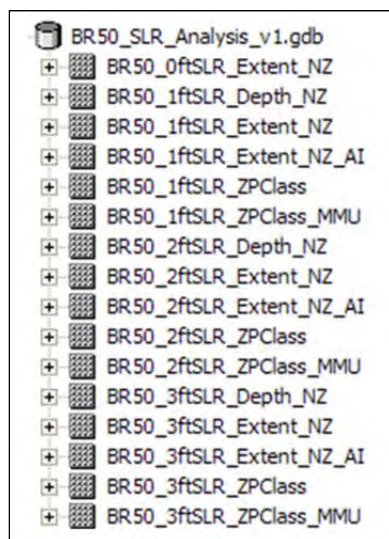 BR50_SLR_Analysis_v1.gdb
BR50_0ftSLR_Extent_NZ
BR50_1ftSLR_Depth_NZ
BR50_1ftSLR_Extent_NZ
BR50_1ftSLR_Extent_NZ_AI
BR50_1ftSLR_ZPClass
BR50_1ftSLR_ZPClass_MMU
BR50_2ftSLR_Depth_NZ
BR50_2ftSLR_Extent_NZ
BR50_2ftSLR_Extent_NZ_AI
BR50_2ftSLR_ZPClass
BR50_2ftSLR_ZPClass_MMU
BR50_3ftSLR_Depth_NZ
BR50_3ftSLR_Extent_NZ
BR50_3ftSLR_Extent_NZ_AI
BR50_3ftSLR_ZPClass
BR50_3ftSLR_ZPClass_MMU